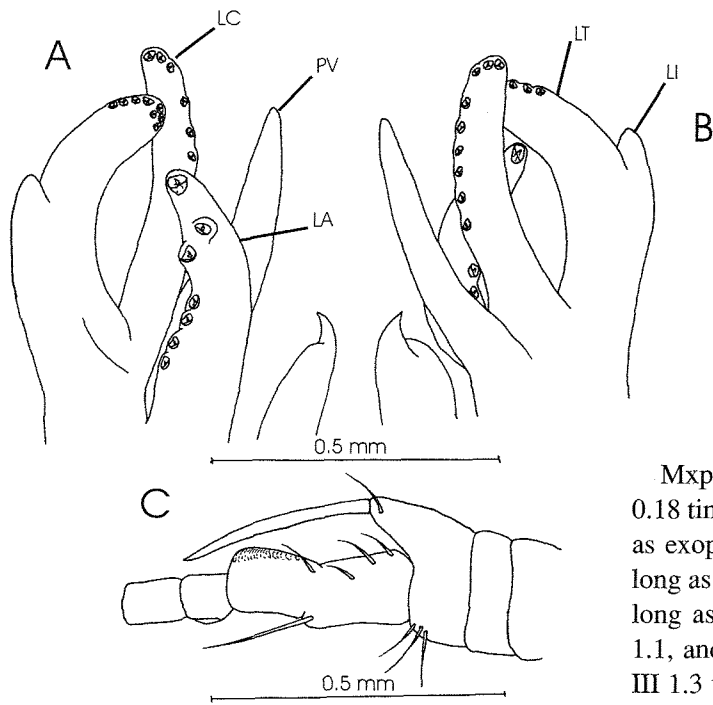 LC
A
PV
LT
LI
B
LA
0.5 mm
C
Mxp
0.18
as exop
long as
long as
1.1, and
III 1.3
0.5 mm